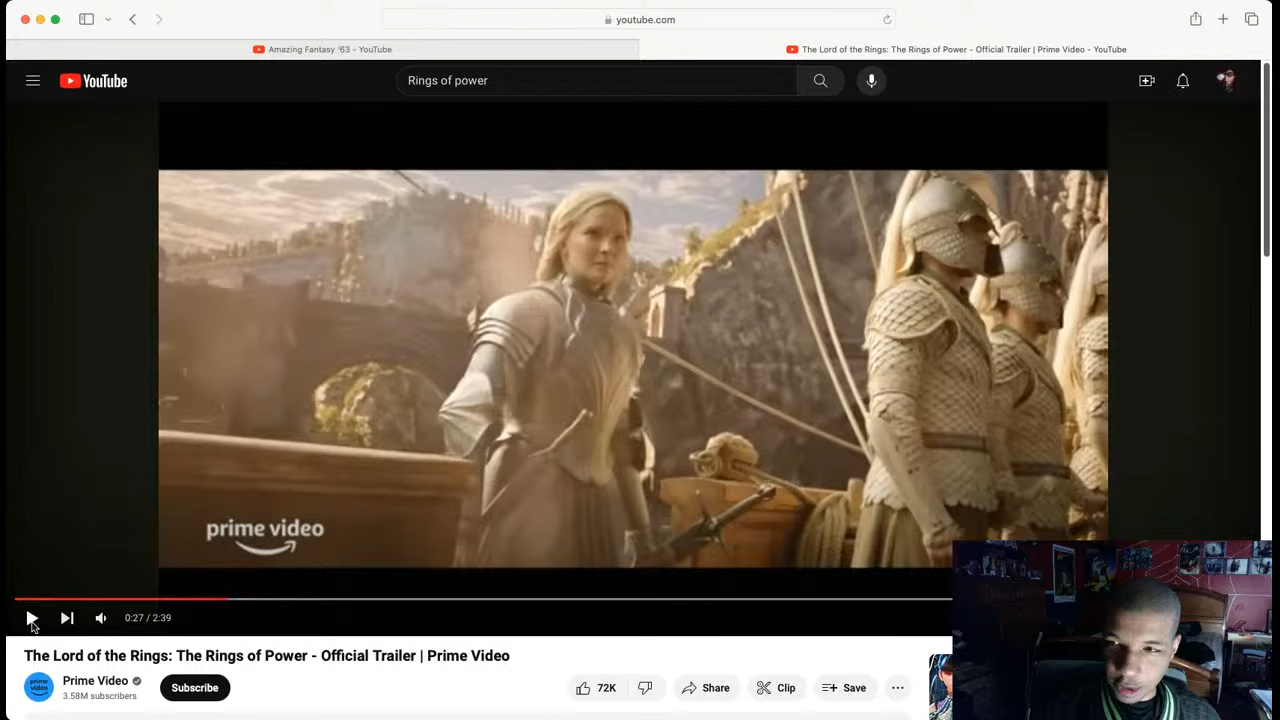 youtube.com
Amazing Fantasy '63 - YouTube
The Lord of the Rings: The Rings of Power - Official Trailer | Prime Video - YouTube
YouTube
Rings of power
prime video
0:27 / 2:39
The Lord of the Rings: The Rings of Power - Official Trailer | Prime Video
prime video
Prime Video
3.58M subscribers
Subscribe
72K
Share
Clip
Save